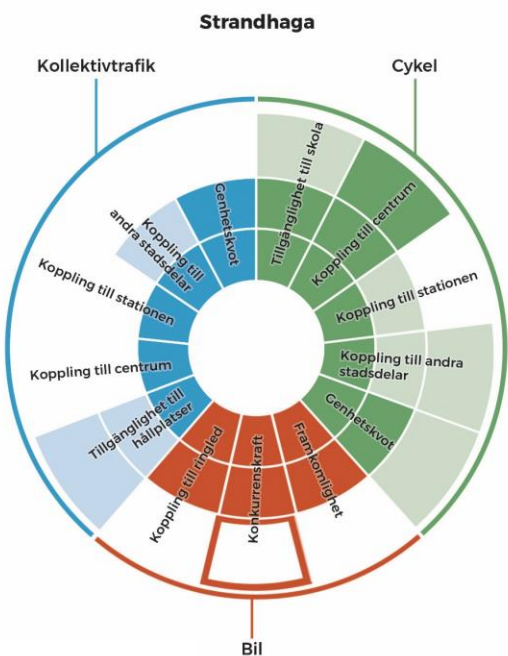 Strandhaga
Kollektivtrafik
Cykel
Tillgänglighet till skola
Koppling till centrum
Koppling till stationen
Koppling till andra
stadsdelar
Genhetskvot
Framkomlighet
Konkurrenskraft
Koppling till ringled
Tillgänglighet till
hållplatser
Koppling till centrum
Koppling till stationen
Koppling till
andra stadsdelar
Genhetskvot
Bil